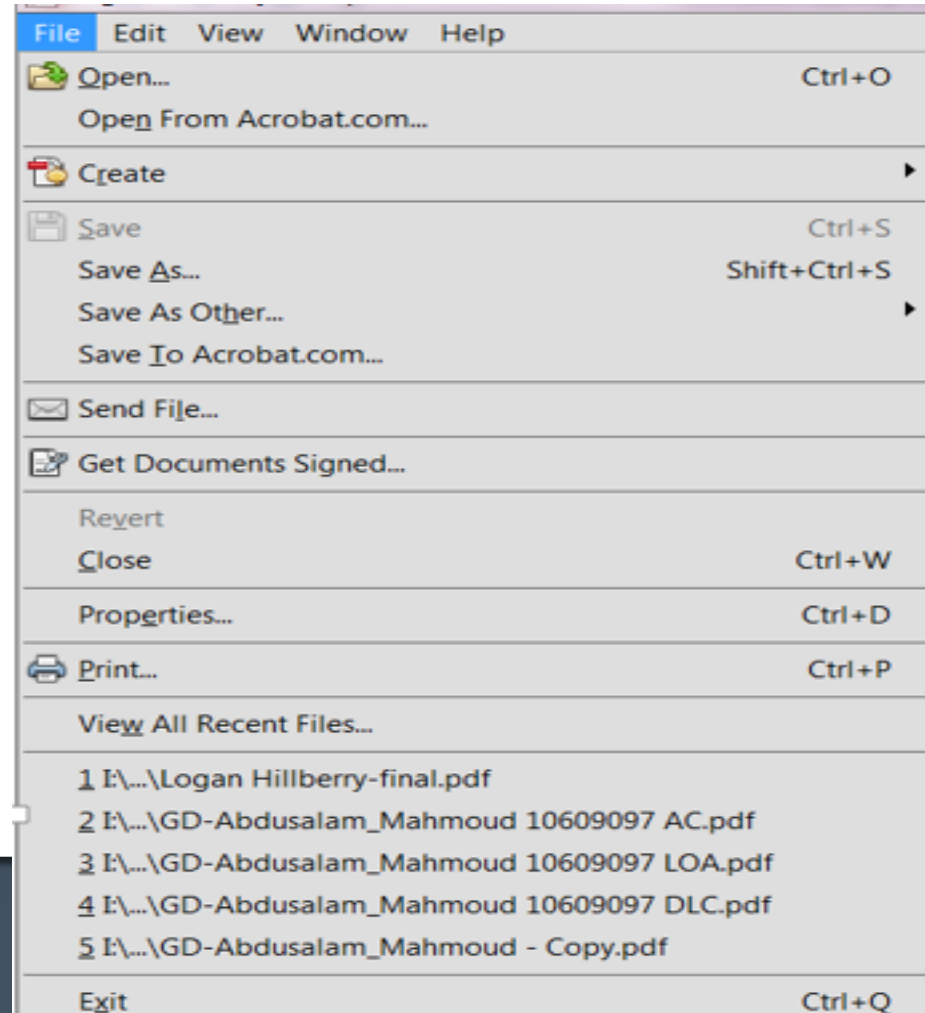 File Edit View Window Help
Open... Ctrl+O
Open From Acrobat.com...
Create
Save Ctrl+S
Save As... Shift+Ctrl+S
Save As Other...
Save To Acrobat.com...
Send File...
Get Documents Signed...
Revert
Close Ctrl+W
Properties... Ctrl+D
Print... Ctrl+P
View All Recent Files...
1 I:\...\Logan Hillberry-final.pdf
2 I:\...\GD-Abdusalam_Mahmoud 10609097 AC.pdf
3 I:\...\GD-Abdusalam_Mahmoud 10609097 LOA.pdf
4 I:\...\GD-Abdusalam_Mahmoud 10609097 DLC.pdf
5 I:\...\GD-Abdusalam_Mahmoud - Copy.pdf
Exit Ctrl+Q